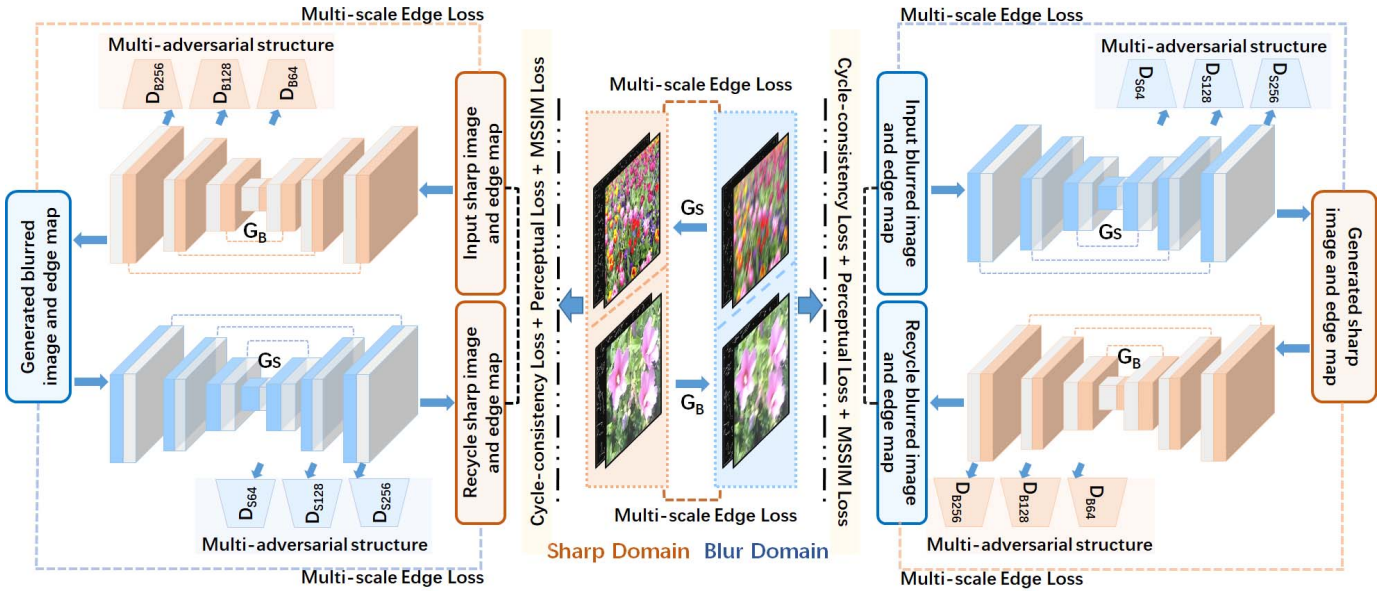 Multi-scale Edge Loss
Multi-adversarial structure
D_B256
D_B128
D_B64
G_B
Input sharp image
and edge map
Generated blurred
image and edge map
G_S
Recycle sharp image
and edge map
D_S64
D_S128
D_S256
Multi-adversarial structure
Multi-scale Edge Loss
Cycle-consistency Loss + Perceptual Loss + MSSIM Loss
Multi-scale Edge Loss
G_S
G_B
Multi-scale Edge Loss
Sharp Domain
Blur Domain
Cycle-consistency Loss + Perceptual Loss + MSSIM Loss
Multi-scale Edge Loss
Multi-adversarial structure
D_S64
D_S128
D_S256
Input blurred image
and edge map
G_S
Generated sharp
image and edge map
Recycle blurred image
and edge map
G_B
D_B256
D_B128
D_B64
Multi-adversarial structure
Multi-scale Edge Loss